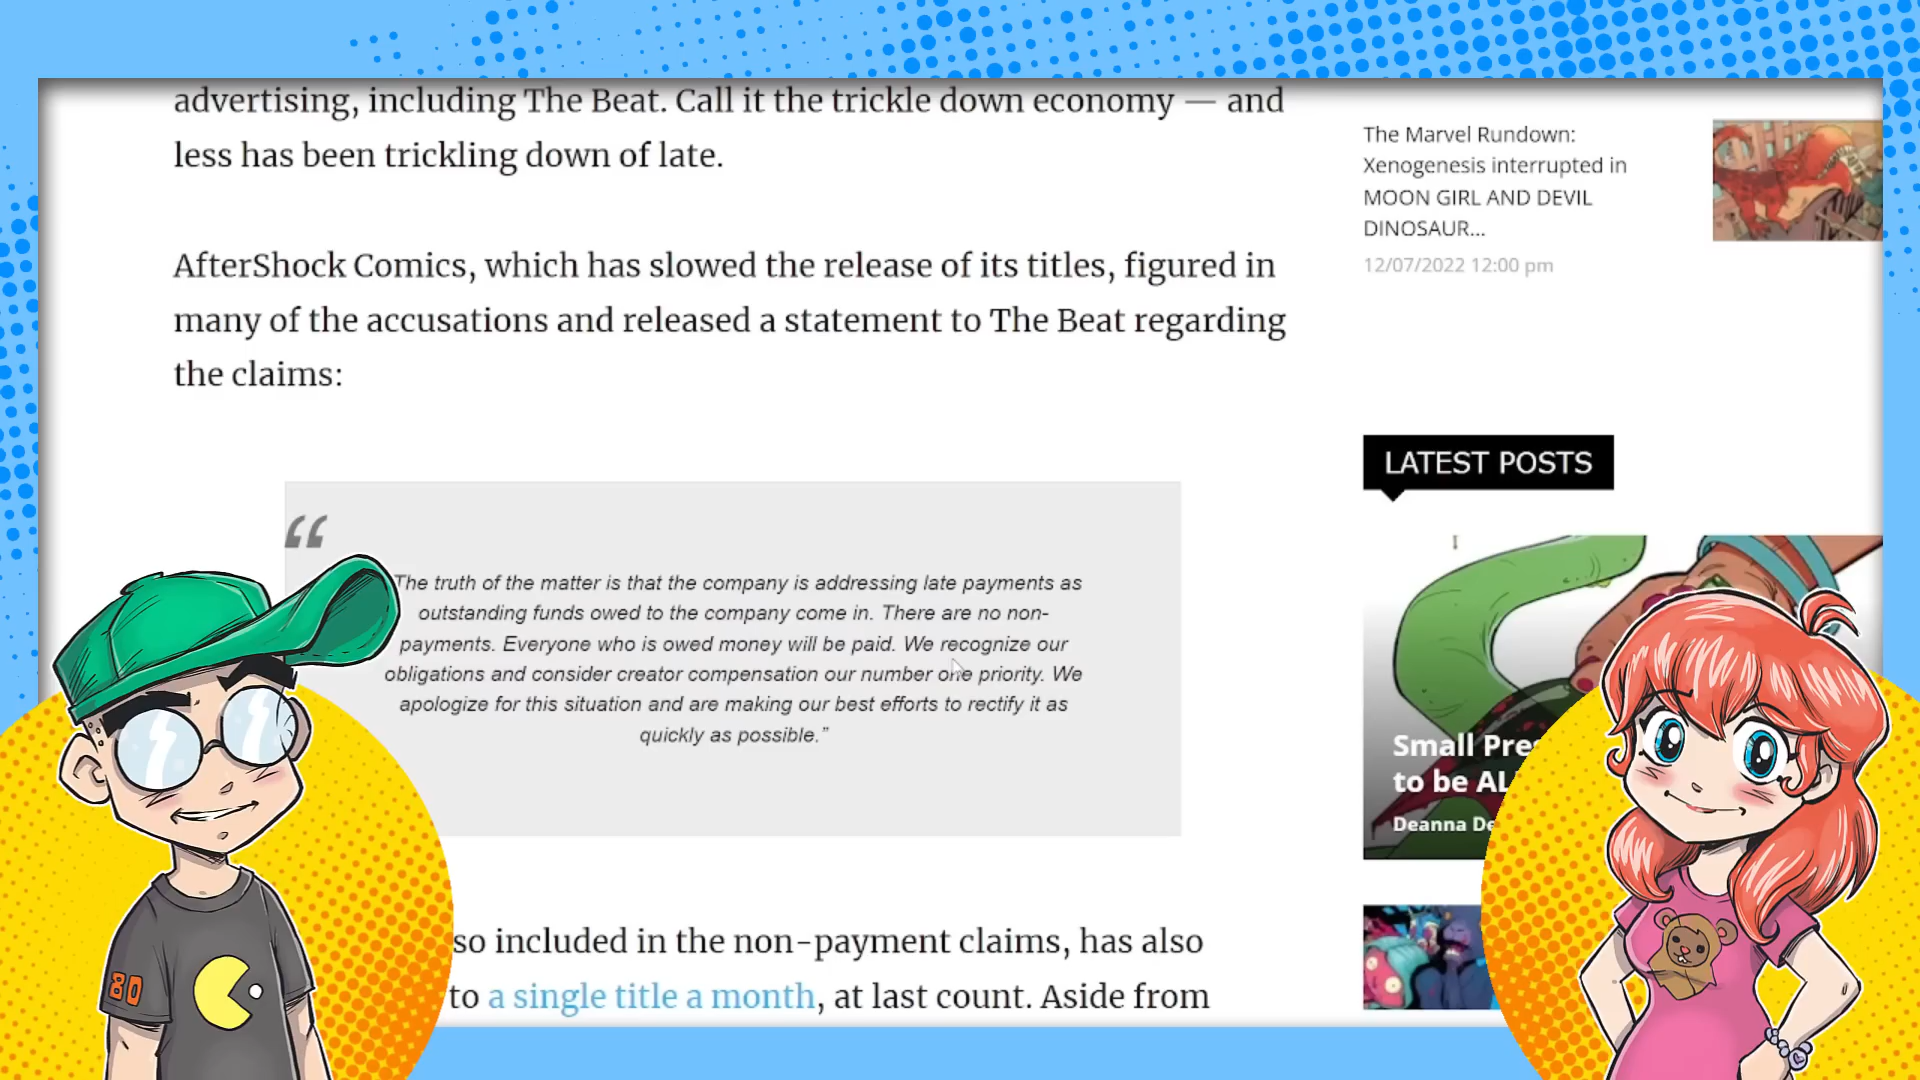 advertising, including The Beat. Call it the trickle down economy — and
less has been trickling down of late.
AfterShock Comics, which has slowed the release of its titles, figured in
many of the accusations and released a statement to The Beat regarding
the claims:
“
The truth of the matter is that the company is addressing late payments as
outstanding funds owed to the company come in. There are no non-
payments. Everyone who is owed money will be paid. We recognize our
obligations and consider creator compensation our number one priority. We
apologize for this situation and are making our best efforts to rectify it as
quickly as possible.”
so included in the non-payment claims, has also
to a single title a month, at last count. Aside from
The Marvel Rundown:
Xenogenesis interrupted in
MOON GIRL AND DEVIL
DINOSAUR...
12/07/2022 12:00 pm
LATEST POSTS
Small Pre
to be AL
Deanna De
80